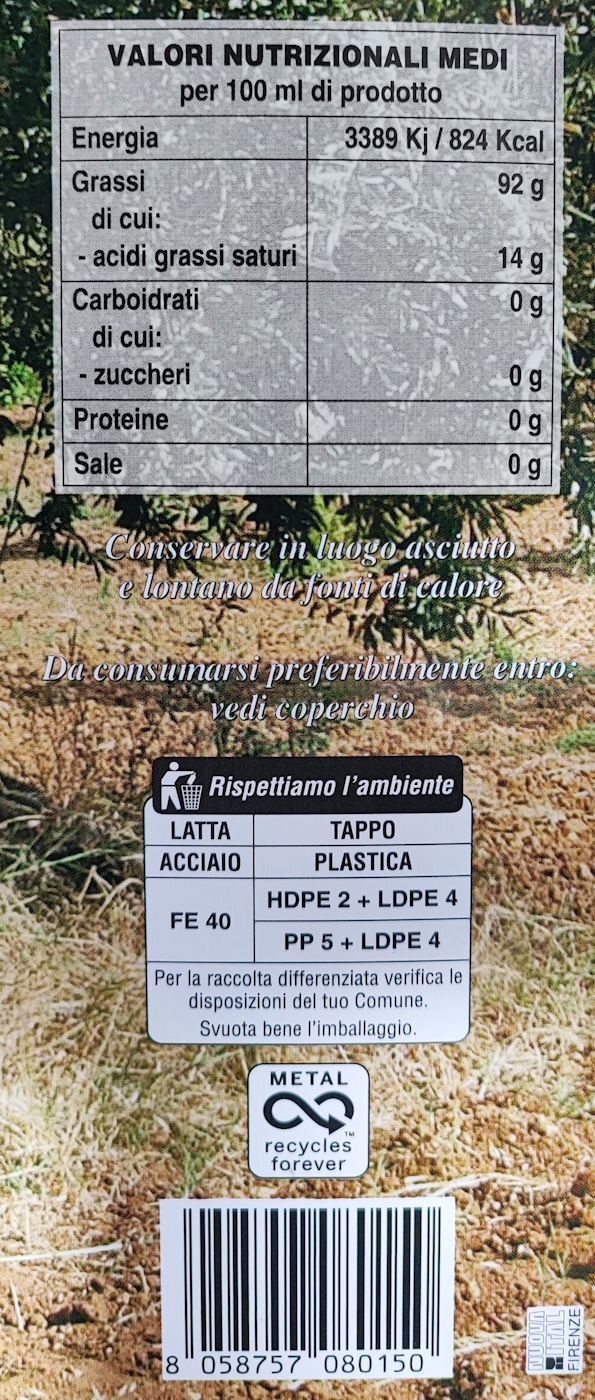 VALORI NUTRIZIONALI MEDI
per 100 ml di prodotto
Energia 3389 Kj / 824 Kcal
Grassi 92 g
di cui:
- acidi grassi saturi 14 g
Carboidrati 0 g
di cui:
- zuccheri 0 g
Proteine 0 g
Sale 0 g
Conservare in luogo asciutto
e lontano da fonti di calore
Da consumarsi preferibilmente entro:
vedi coperchio
Rispettiamo l'ambiente
LATTA TAPPO
ACCIAIO PLASTICA
FE 40
HDPE 2 + LDPE 4
PP 5 + LDPE 4
Per la raccolta differenziata verifica le
disposizioni del tuo Comune.
Svuota bene l'imballaggio.
METAL
TM
recycles
forever
8 058757 080150
NUOVA
DITAL
FIRENZE